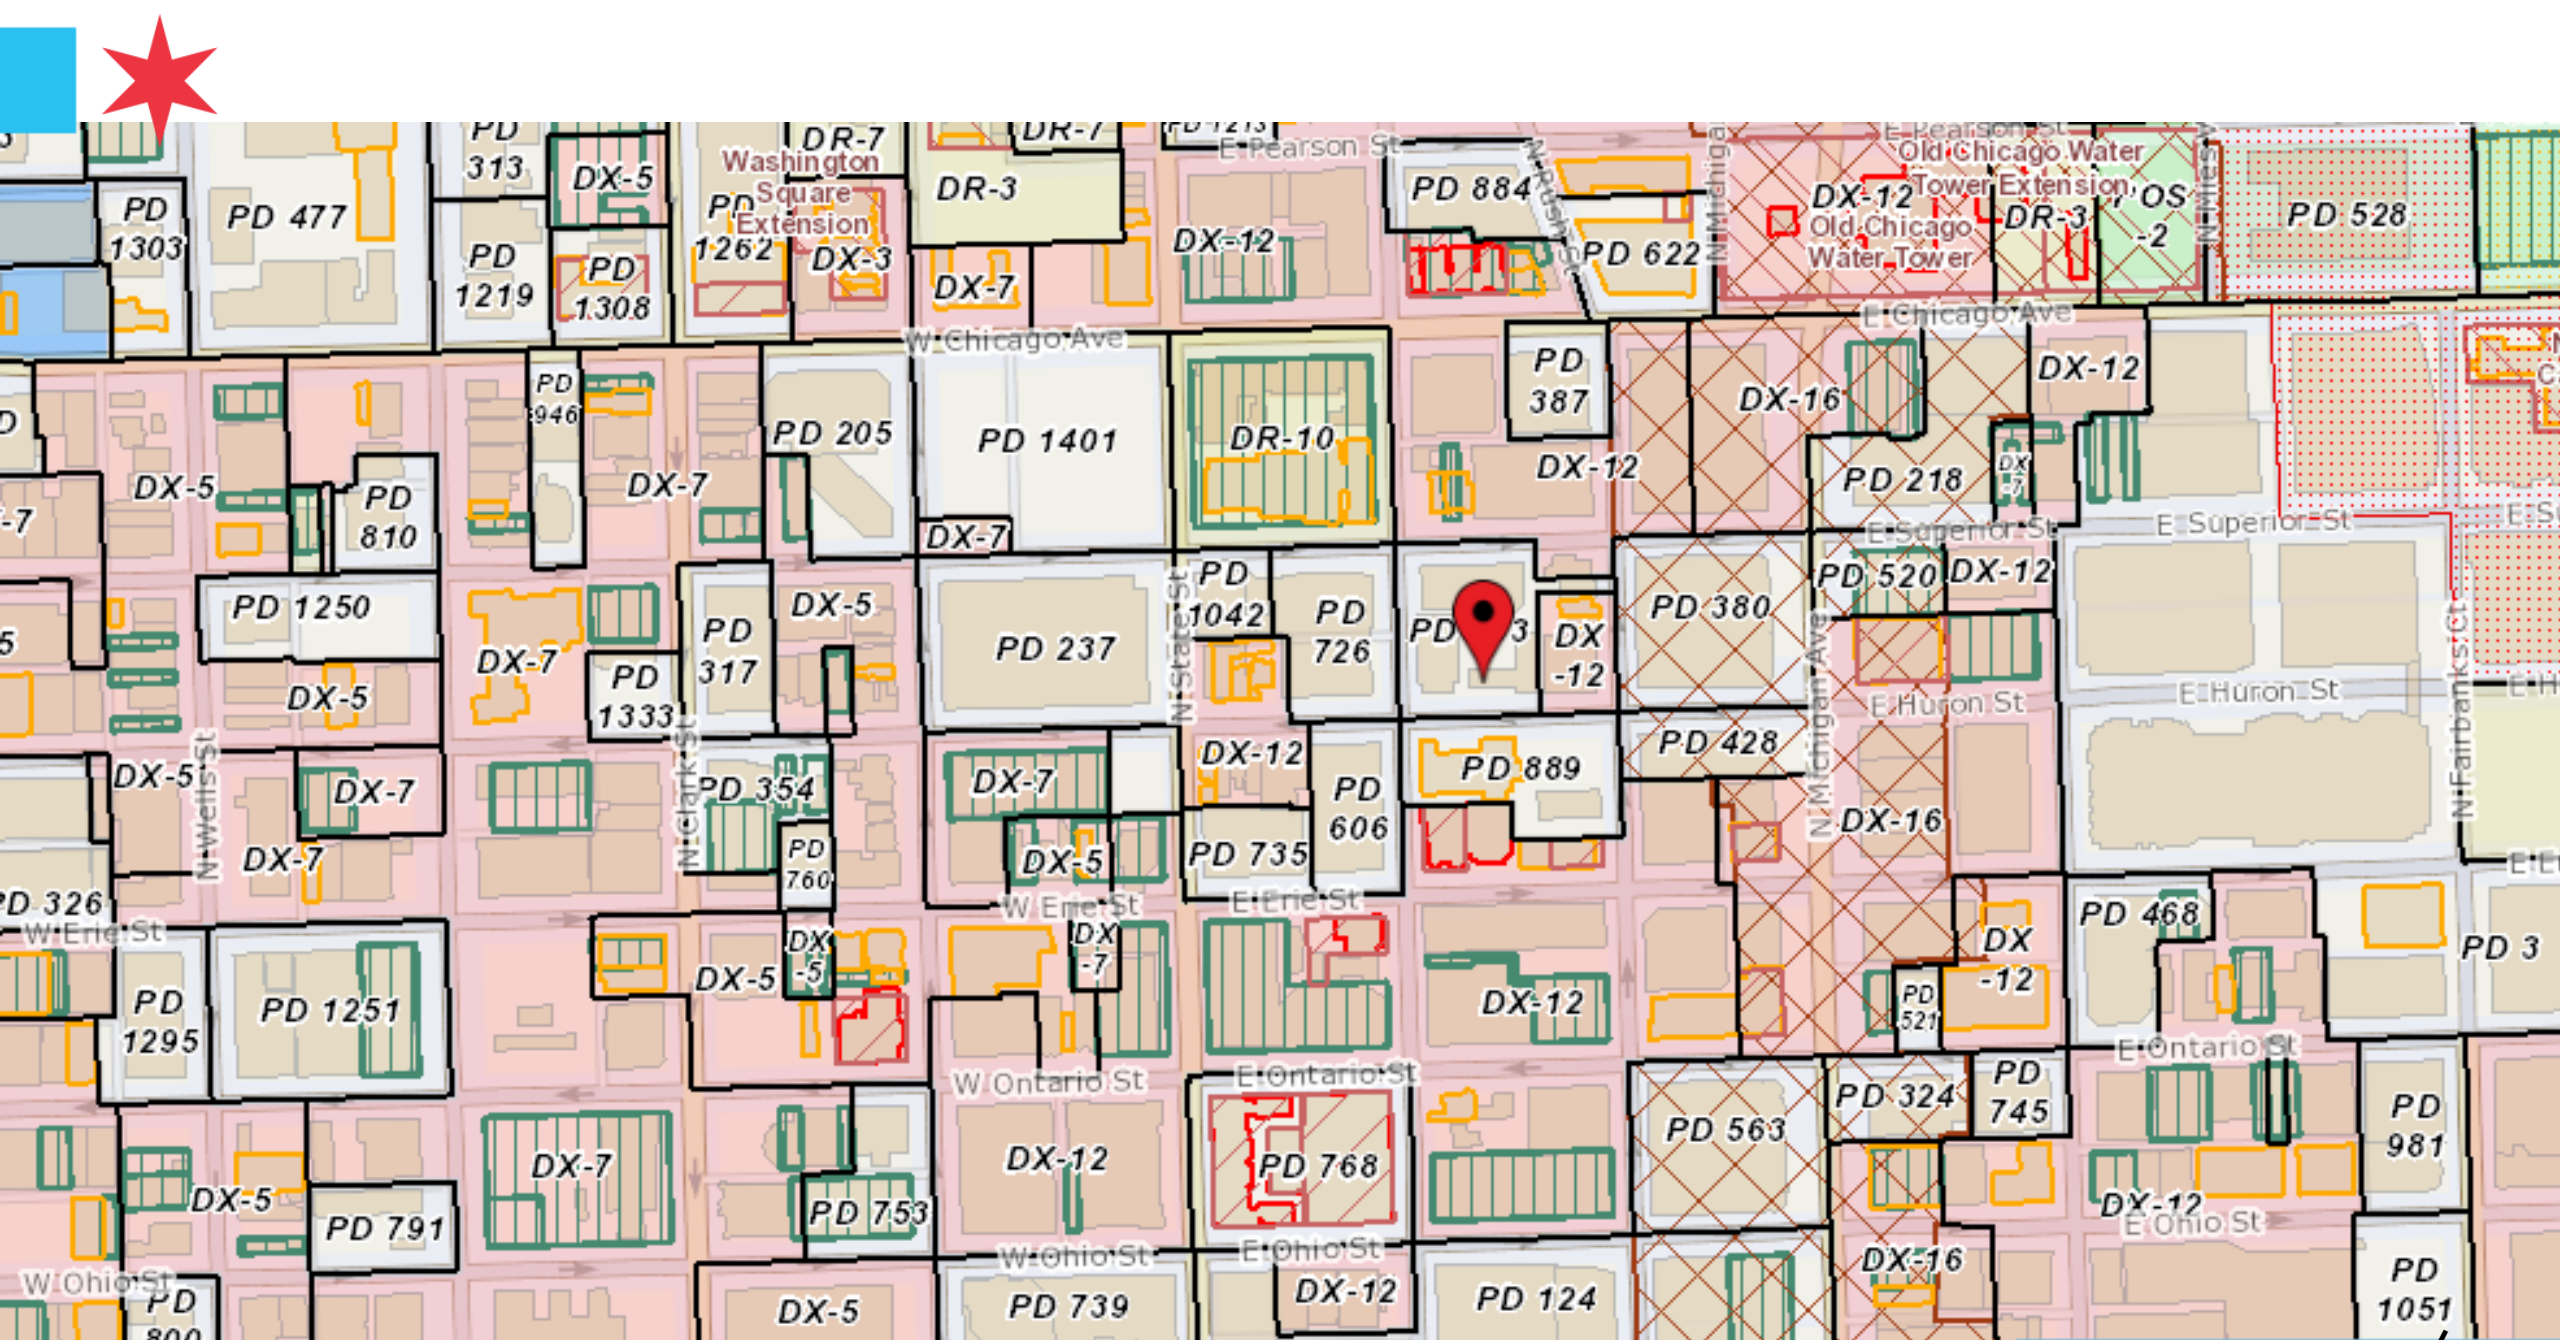 PD
313
DR-7
DR-7
PD 1213
E Pearson St
E Pearson St
Washington
Square
Extension
DX-5
DR-3
PD 884
N Rush St
Old Chicago Water
Tower Extension
DX-12
OS
-2
PD
1303
PD 477
PD
1262
DX-12
PD 622
Old Chicago
Water Tower
DR-3
PD 528
PD
1219
PD
1308
DX-3
DX-7
W Chicago Ave
E Chicago Ave
PD
946
PD
387
DX-12
DX-16
PD 205
PD 1401
DR-10
DX-12
DX-5
PD
810
DX-7
PD 218
DX
-7
-7
DX-7
E Superior St
E Superior St
PD 1250
PD
317
DX-5
PD 237
N State St
PD
1042
PD
726
PD
3
DX
-12
PD 380
PD 520
DX-12
DX-7
DX-5
PD
1333
E Huron St
E Huron St
N Wells St
N Clark St
N Michigan Ave
N Fairbanks Ct
DX-5
DX-7
PD 354
DX-7
DX-12
PD
606
PD 889
PD 428
DX-16
DX-7
PD
760
DX-5
PD 735
PD 326
W Erie St
W Erie St
E Erie St
PD 468
PD 3
DX-5
DX
-5
DX
-7
DX-12
DX
-12
PD
1295
PD 1251
PD
521
W Ontario St
E Ontario St
E Ontario St
PD 563
PD 324
PD
745
PD
981
DX-5
DX-7
DX-12
PD 768
DX-12
PD 791
PD 753
W Ohio St
W Ohio St
E Ohio St
E Ohio St
PD
800
DX-5
PD 739
DX-12
PD 124
DX-16
PD
1051